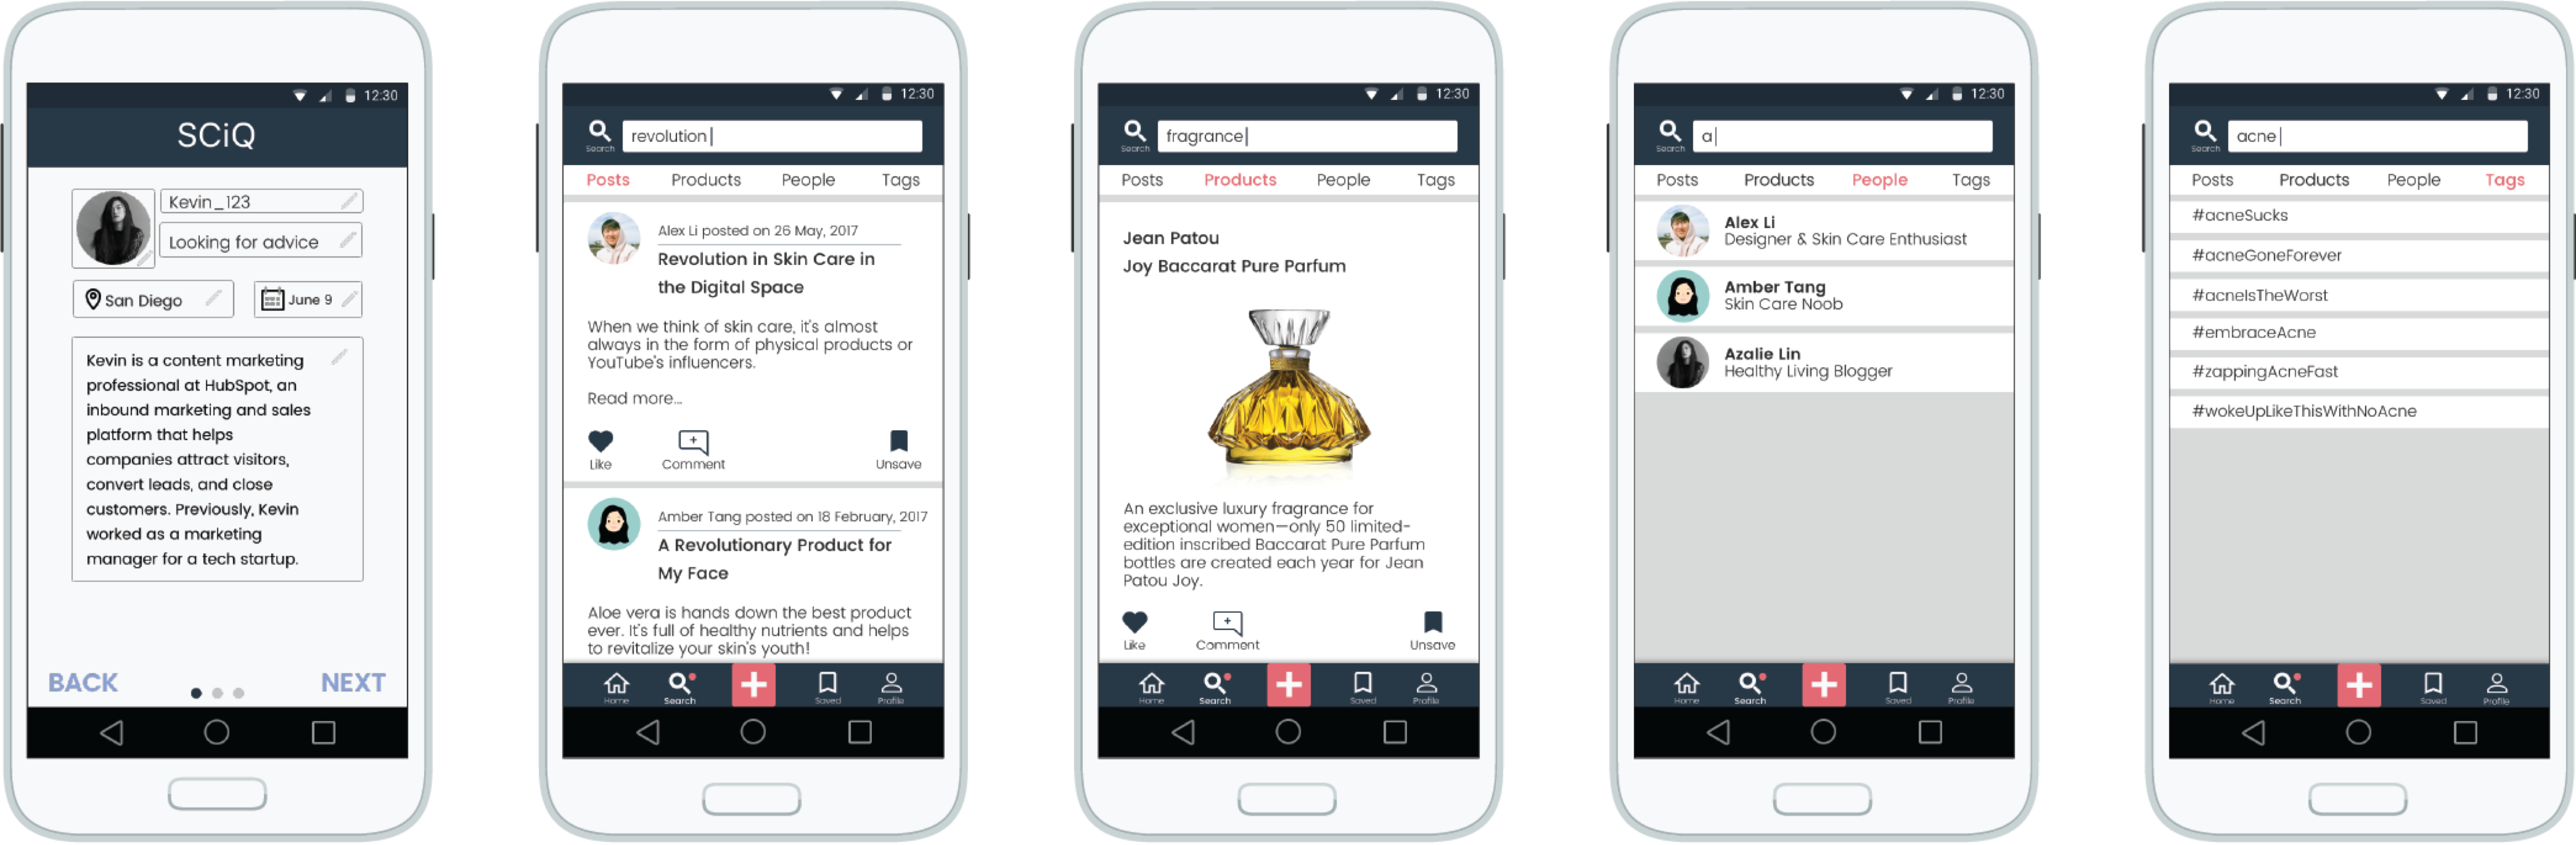 12:30
SCiQ
Kevin_123
Looking for advice
San Diego
June 9
Kevin is a content marketing
professional at HubSpot, an
inbound marketing and sales
platform that helps
companies attract visitors,
convert leads, and close
customers. Previously, Kevin
worked as a marketing
manager for a tech startup.
BACK
NEXT
12:30
Search
revolution
Posts Products People Tags
Alex Li posted on 26 May, 2017
Revolution in Skin Care in
the Digital Space
When we think of skin care, it's almost
always in the form of physical products or
YouTube's influencers.
Read more...
Like Comment Unsave
Amber Tang posted on 18 February, 2017
A Revolutionary Product for
My Face
Aloe vera is hands down the best product
ever. It's full of healthy nutrients and helps
to revitalize your skin's youth!
Home Search Saved Profile
12:30
Search
fragrance
Posts Products People Tags
Jean Patou
Joy Baccarat Pure Parfum
An exclusive luxury fragrance for
exceptional women—only 50 limited-
edition inscribed Baccarat Pure Parfum
bottles are created each year for Jean
Patou Joy.
Like Comment Unsave
Home Search Saved Profile
12:30
Search
a
Posts Products People Tags
Alex Li
Designer & Skin Care Enthusiast
Amber Tang
Skin Care Noob
Azalie Lin
Healthy Living Blogger
Home Search Saved Profile
12:30
Search
acne
Posts Products People Tags
#acneSucks
#acneGoneForever
#acneIsTheWorst
#embraceAcne
#zappingAcneFast
#wokeUpLikeThisWithNoAcne
Home Search Saved Profile